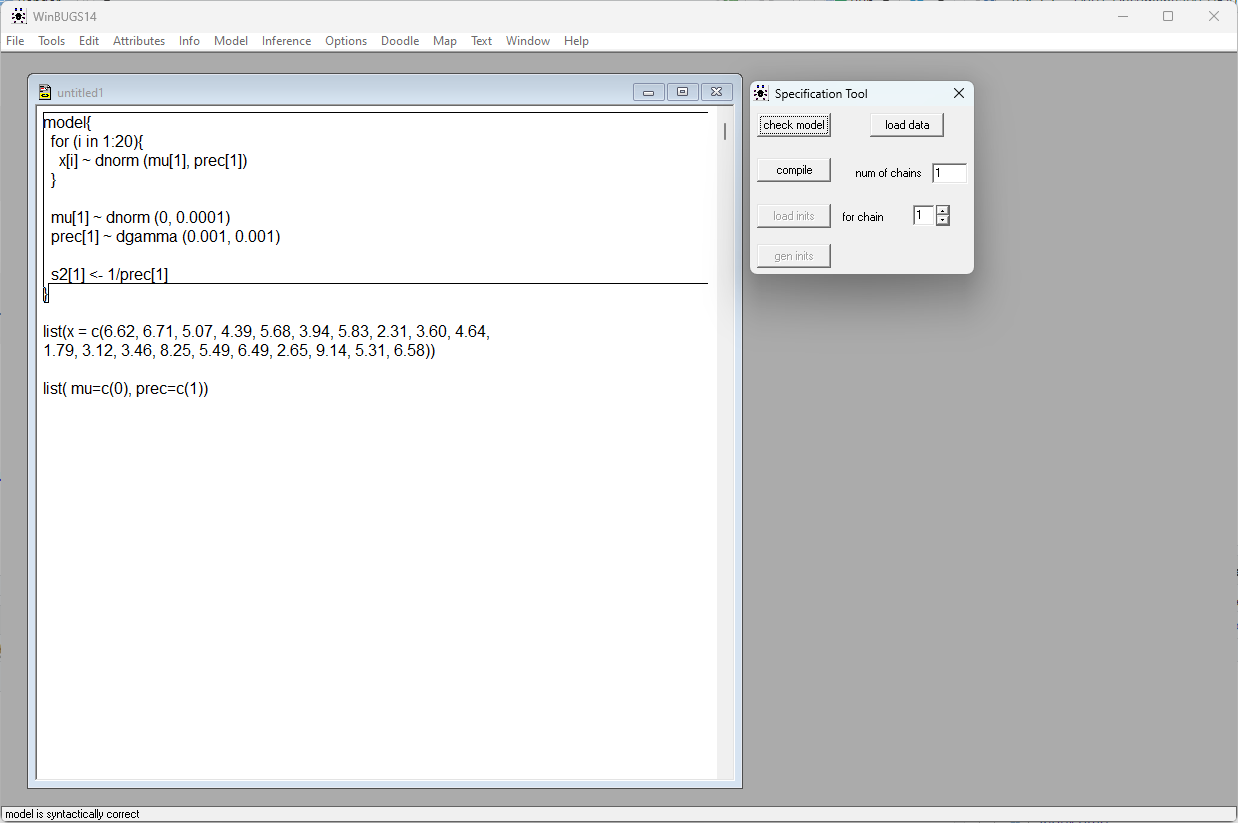 WinBUGS14
File Tools Edit Attributes Info Model Inference Options Doodle Map Text Window Help
untitled1
model{
for (i in 1:20){
x[i] ~ dnorm (mu[1], prec[1])
}
mu[1] ~ dnorm (0, 0.0001)
prec[1] ~ dgamma (0.001, 0.001)
s2[1] <- 1/prec[1]
}
list(x = c(6.62, 6.71, 5.07, 4.39, 5.68, 3.94, 5.83, 2.31, 3.60, 4.64,
1.79, 3.12, 3.46, 8.25, 5.49, 6.49, 2.65, 9.14, 5.31, 6.58))
list( mu=c(0), prec=c(1))
Specification Tool
check model load data
compile num of chains 1
load inits for chain 1
gen inits
model is syntactically correct